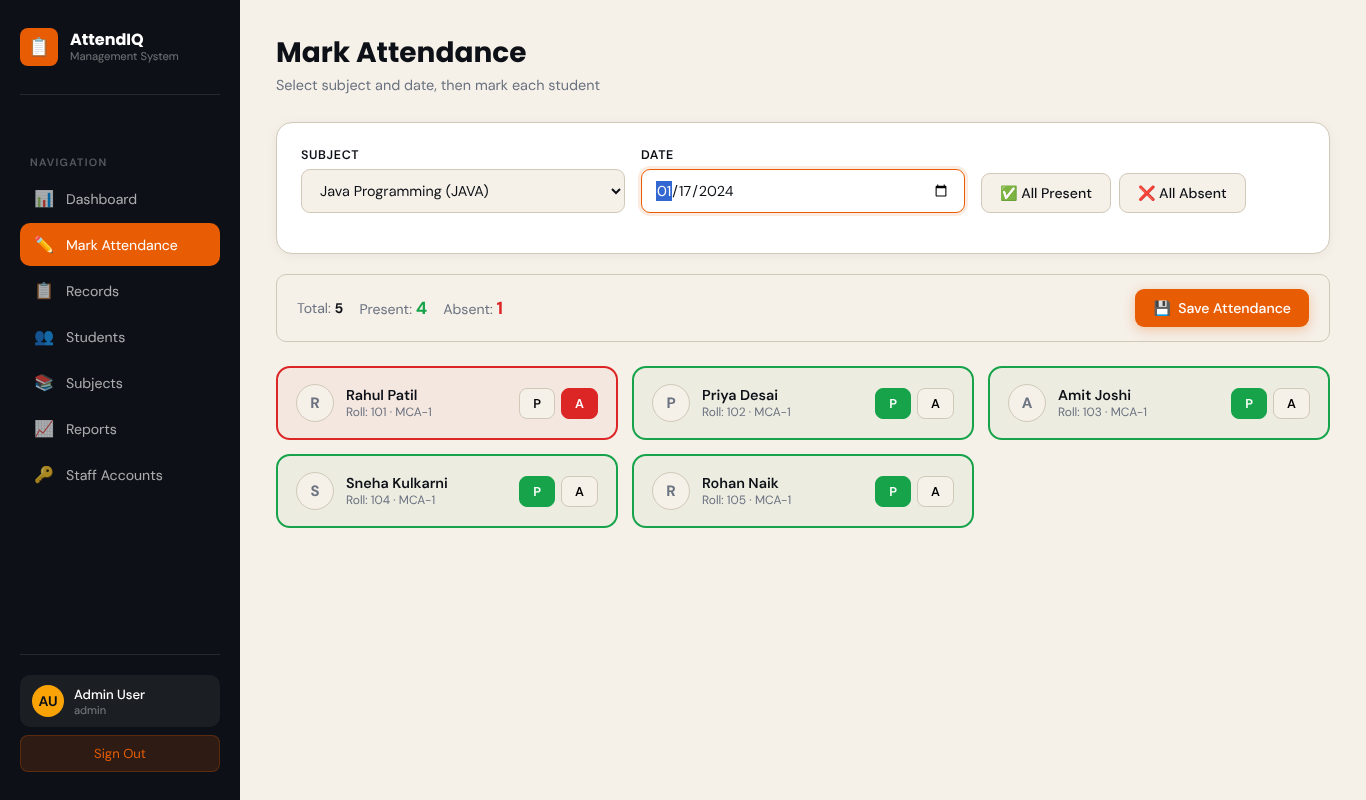 📋 AttendIQ
Management System
NAVIGATION
📊 Dashboard
✏️ Mark Attendance
📋 Records
👥 Students
📚 Subjects
📈 Reports
🔑 Staff Accounts
AU Admin User
admin
Sign Out
Mark Attendance
Select subject and date, then mark each student
SUBJECT
Java Programming (JAVA)
DATE
01/17/2024
✅ All Present
❌ All Absent
Total: 5 Present: 4 Absent: 1
💾 Save Attendance
R Rahul Patil P A
Roll: 101 · MCA-1
P Priya Desai P A
Roll: 102 · MCA-1
A Amit Joshi P A
Roll: 103 · MCA-1
S Sneha Kulkarni P A
Roll: 104 · MCA-1
R Rohan Naik P A
Roll: 105 · MCA-1